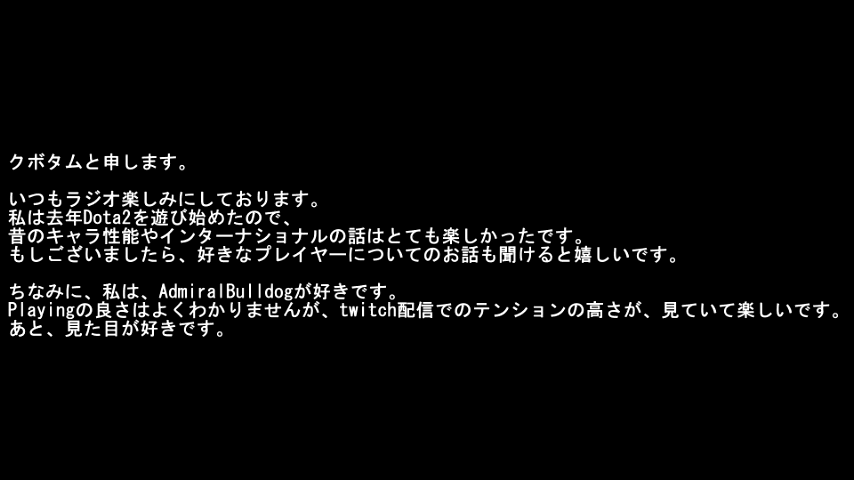 クボタムと申します。
いつもラジオ楽しみにしております。
私は去年Dota2を遊び始めたので、
昔のキャラ性能やインターナショナルの話はとても楽しかったです。
もしございましたら、好きなプレイヤーについてのお話も聞けると嬉しいです。
ちなみに、私は、AdmiralBulldogが好きです。
Playingの良さはよくわかりませんが、twitch配信でのテンションの高さが、見ていて楽しいです。
あと、見た目が好きです。